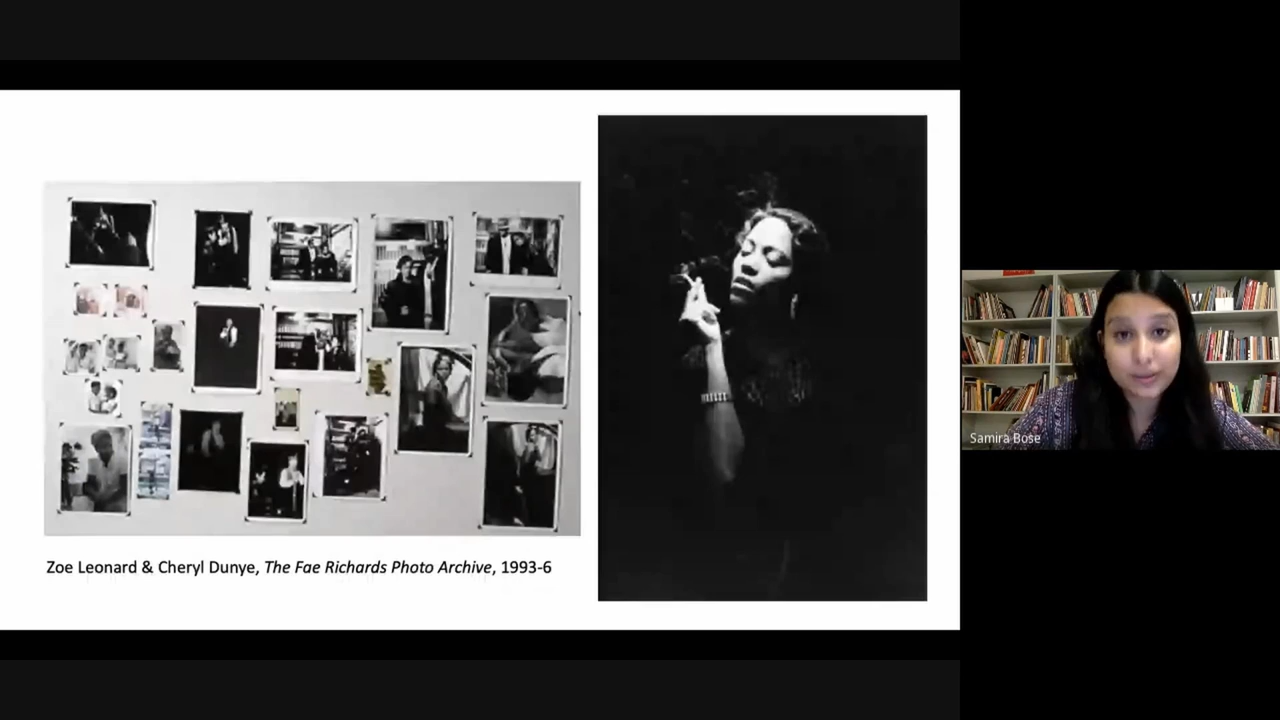 Zoe Leonard & Cheryl Dunye, The Fae Richards Photo Archive, 1993-6
Samira Bose